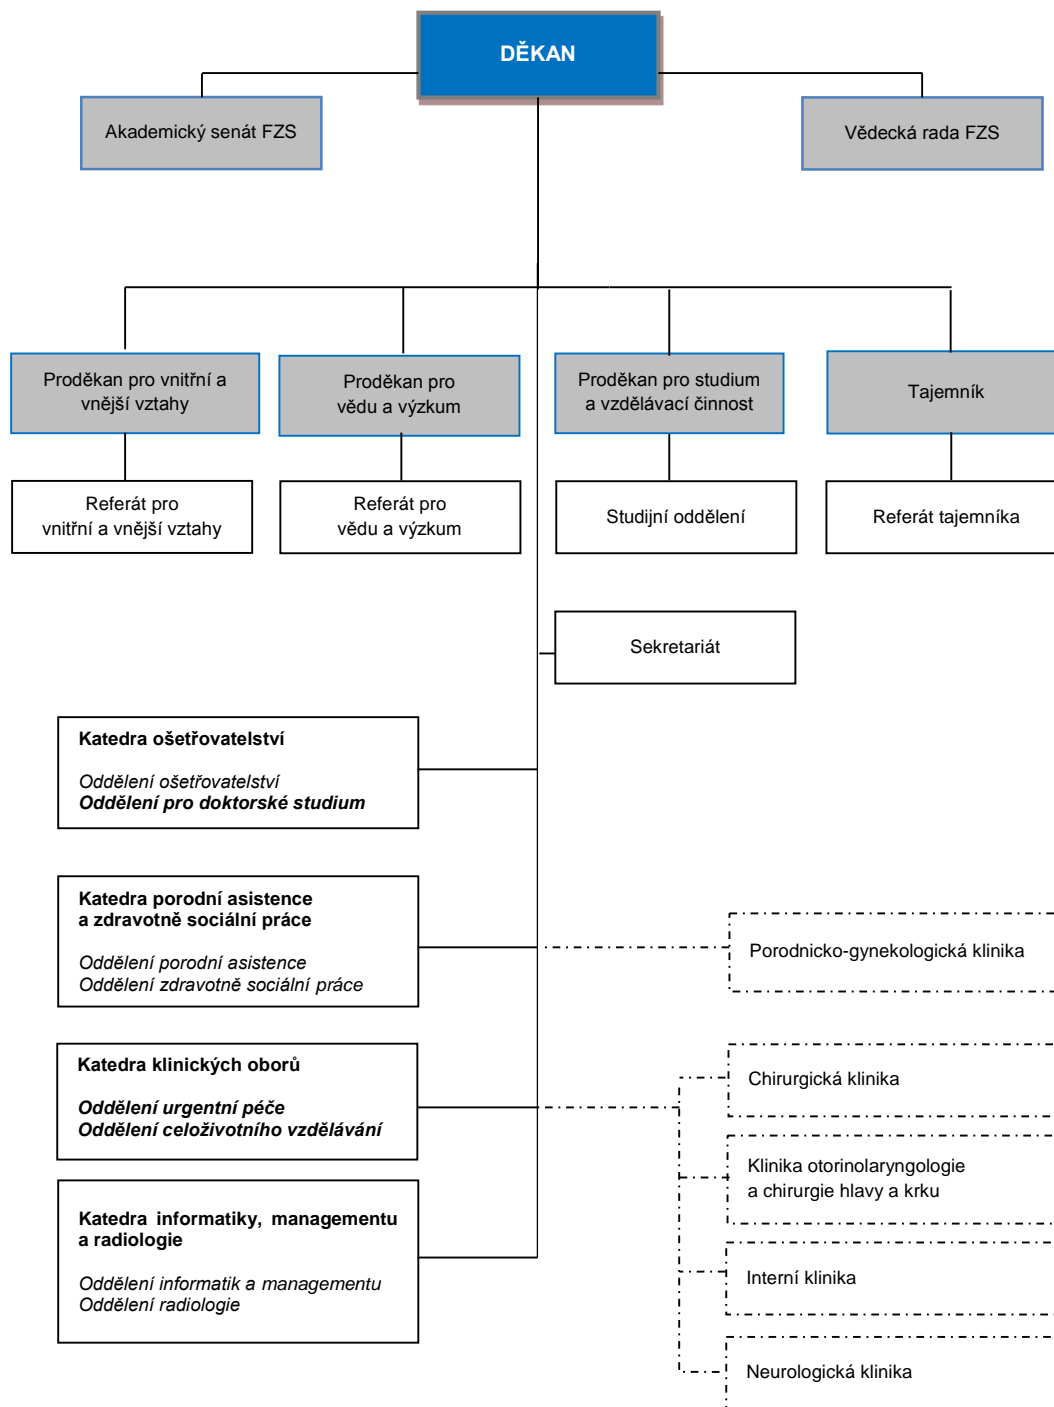 DĚKAN
Akademický senát FZS
Vědecká rada FZS
Proděkan pro vnitřní a
vnější vztahy
Proděkan pro
vědu a výzkum
Proděkan pro studium
a vzdělávací činnost
Tajemník
Referát pro
vnitřní a vnější vztahy
Referát pro
vědu a výzkum
Studijní oddělení
Referát tajemníka
Sekretariát
Katedra ošetřovatelství
Oddělení ošetřovatelství
Oddělení pro doktorské studium
Katedra porodní asistence
a zdravotně sociální práce
Oddělení porodní asistence
Oddělení zdravotně sociální práce
Porodnicko-gynekologická klinika
Katedra klinických oborů
Oddělení urgentní péče
Oddělení celoživotního vzdělávání
Chirurgická klinika
Klinika otorinolaryngologie
a chirurgie hlavy a krku
Katedra informatiky, managementu
a radiologie
Oddělení informatik a managementu
Oddělení radiologie
Interní klinika
Neurologická klinika